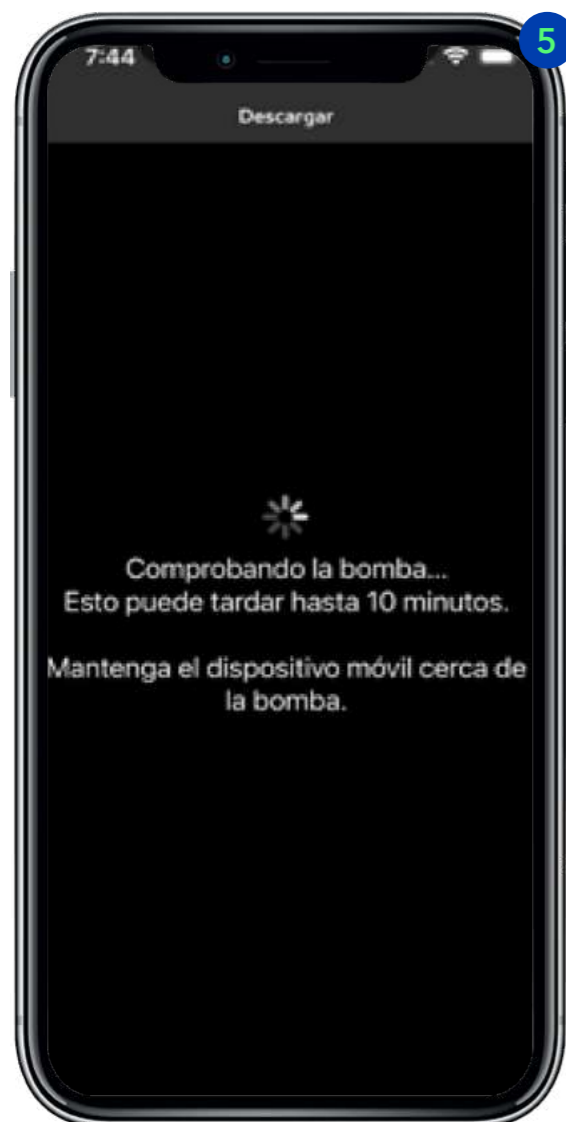 5
7:44
Descargar
Comprobando la bomba...
Esto puede tardar hasta 10 minutos.
Mantenga el dispositivo móvil cerca de
la bomba.